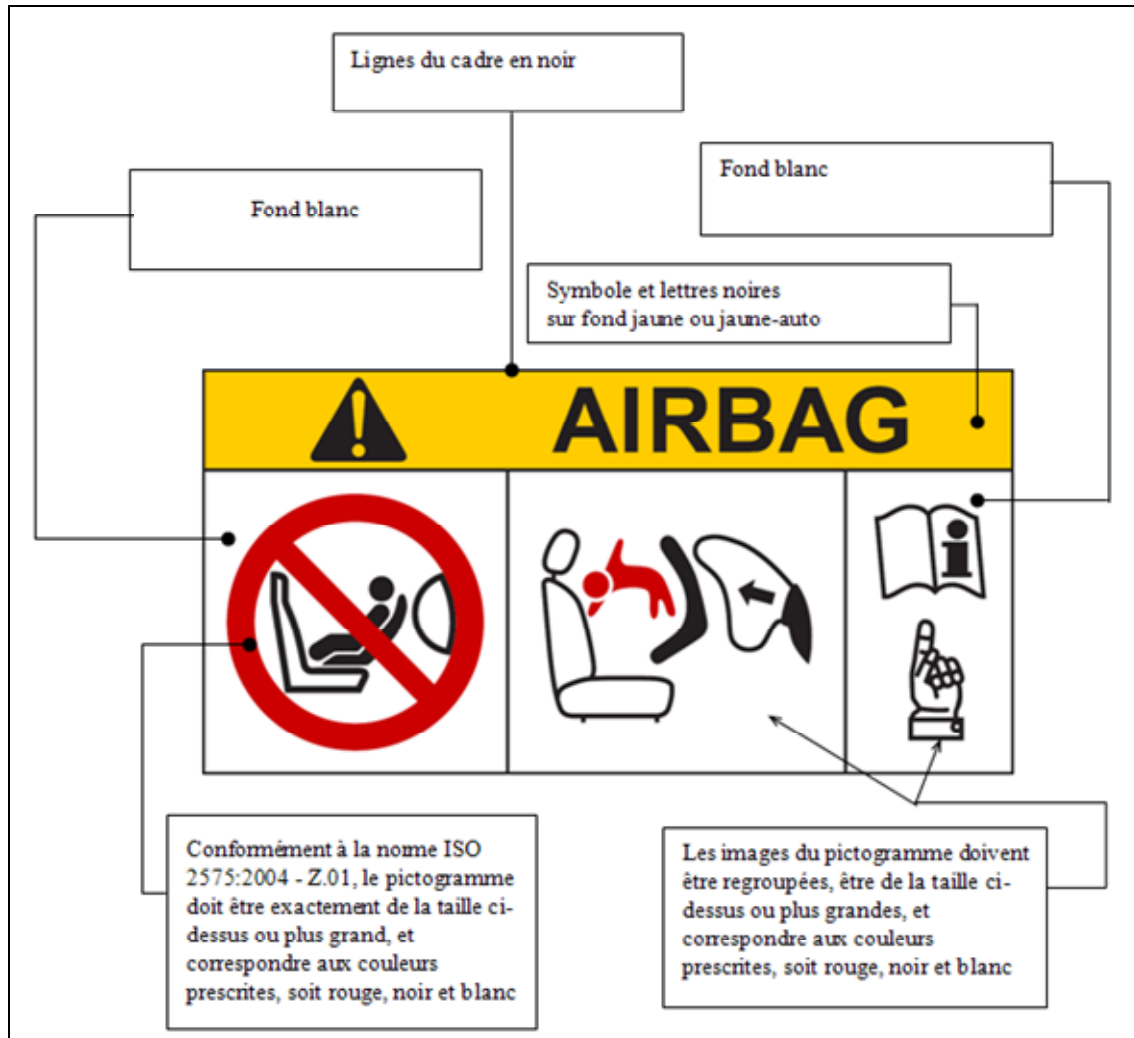 Lignes du cadre en noir
Fond blanc
Fond blanc
Symbole et lettres noires
sur fond jaune ou jaune-auto
AIRBAG
Conformément à la norme ISO
2575:2004 - Z.01, le pictogramme
doit être exactement de la taille ci-
dessus ou plus grand, et
correspondre aux couleurs
prescrites, soit rouge, noir et blanc
Les images du pictogramme doivent
être regroupées, être de la taille ci-
dessus ou plus grandes, et
correspondre aux couleurs
prescrites, soit rouge, noir et blanc